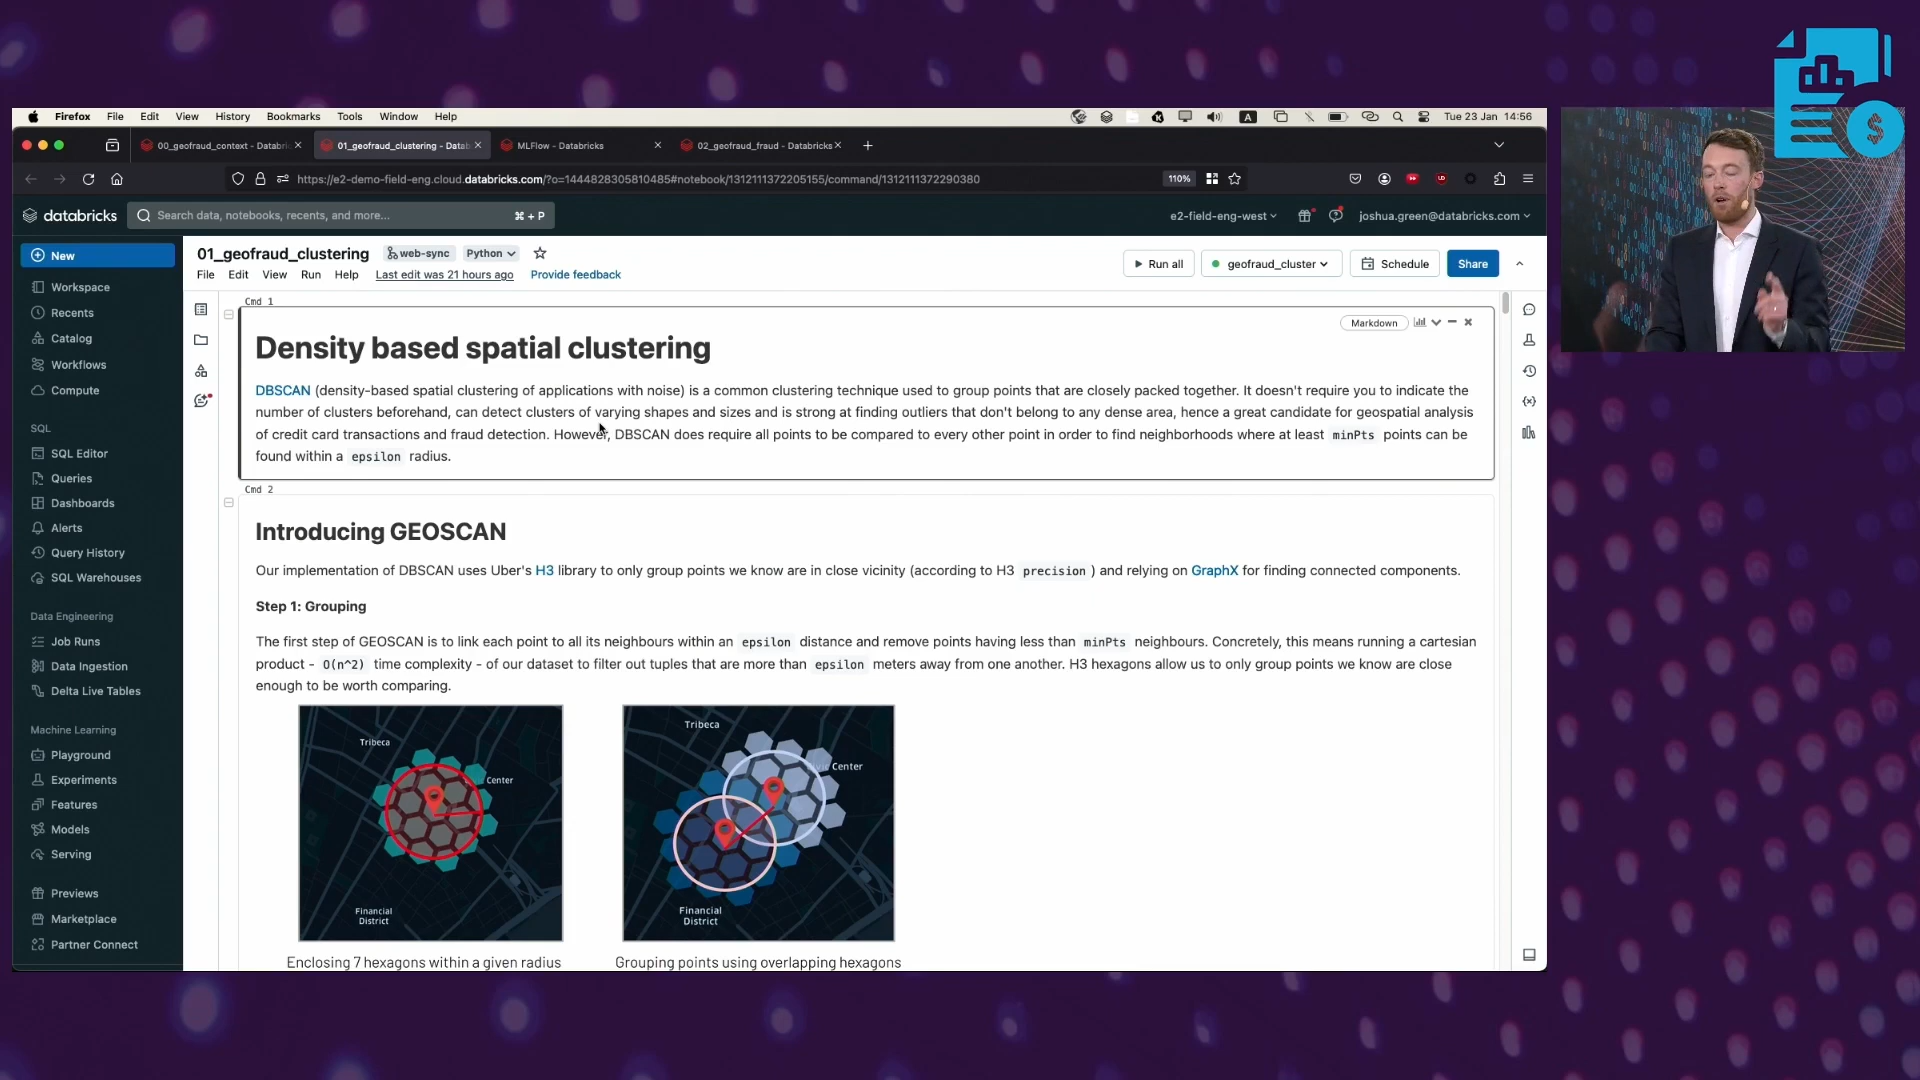 Firefox File Edit View History Bookmarks Tools Window Help
A
Tue 23 Jan 14:56
00_geofraud_context - Databri
01_geofraud_clustering - Datab
MLFlow - Databricks
02_geofraud_fraud - Databricks
https://e2-demo-field-eng.cloud.databricks.com/?o=1444828305810485#notebook/1312111372205155/command/1312111372290380
110%
databricks
Search data, notebooks, recents, and more...
⌘ + P
e2-field-eng-west
joshua.green@databricks.com
New
Workspace
Recents
Catalog
Workflows
Compute
SQL
SQL Editor
Queries
Dashboards
Alerts
Query History
SQL Warehouses
Data Engineering
Job Runs
Data Ingestion
Delta Live Tables
Machine Learning
Playground
Experiments
Features
Models
Serving
Previews
Marketplace
Partner Connect
01_geofraud_clustering
web-sync
Python
File Edit View Run Help Last edit was 21 hours ago Provide feedback
Run all
geofraud_cluster
Schedule
Share
Cmd 1
Markdown
Density based spatial clustering
DBSCAN (density-based spatial clustering of applications with noise) is a common clustering technique used to group points that are closely packed together. It doesn't require you to indicate the
number of clusters beforehand, can detect clusters of varying shapes and sizes and is strong at finding outliers that don't belong to any dense area, hence a great candidate for geospatial analysis
of credit card transactions and fraud detection. However, DBSCAN does require all points to be compared to every other point in order to find neighborhoods where at least minPts points can be
found within a epsilon radius.
Cmd 2
Introducing GEOSCAN
Our implementation of DBSCAN uses Uber's H3 library to only group points we know are in close vicinity (according to H3 precision ) and relying on GraphX for finding connected components.
Step 1: Grouping
The first step of GEOSCAN is to link each point to all its neighbours within an epsilon distance and remove points having less than minPts neighbours. Concretely, this means running a cartesian
product - O(n^2) time complexity - of our dataset to filter out tuples that are more than epsilon meters away from one another. H3 hexagons allow us to only group points we know are close
enough to be worth comparing.
Tribeca
Center
Financial
District
Enclosing 7 hexagons within a given radius
Tribeca
Center
Financial
District
Grouping points using overlapping hexagons
$